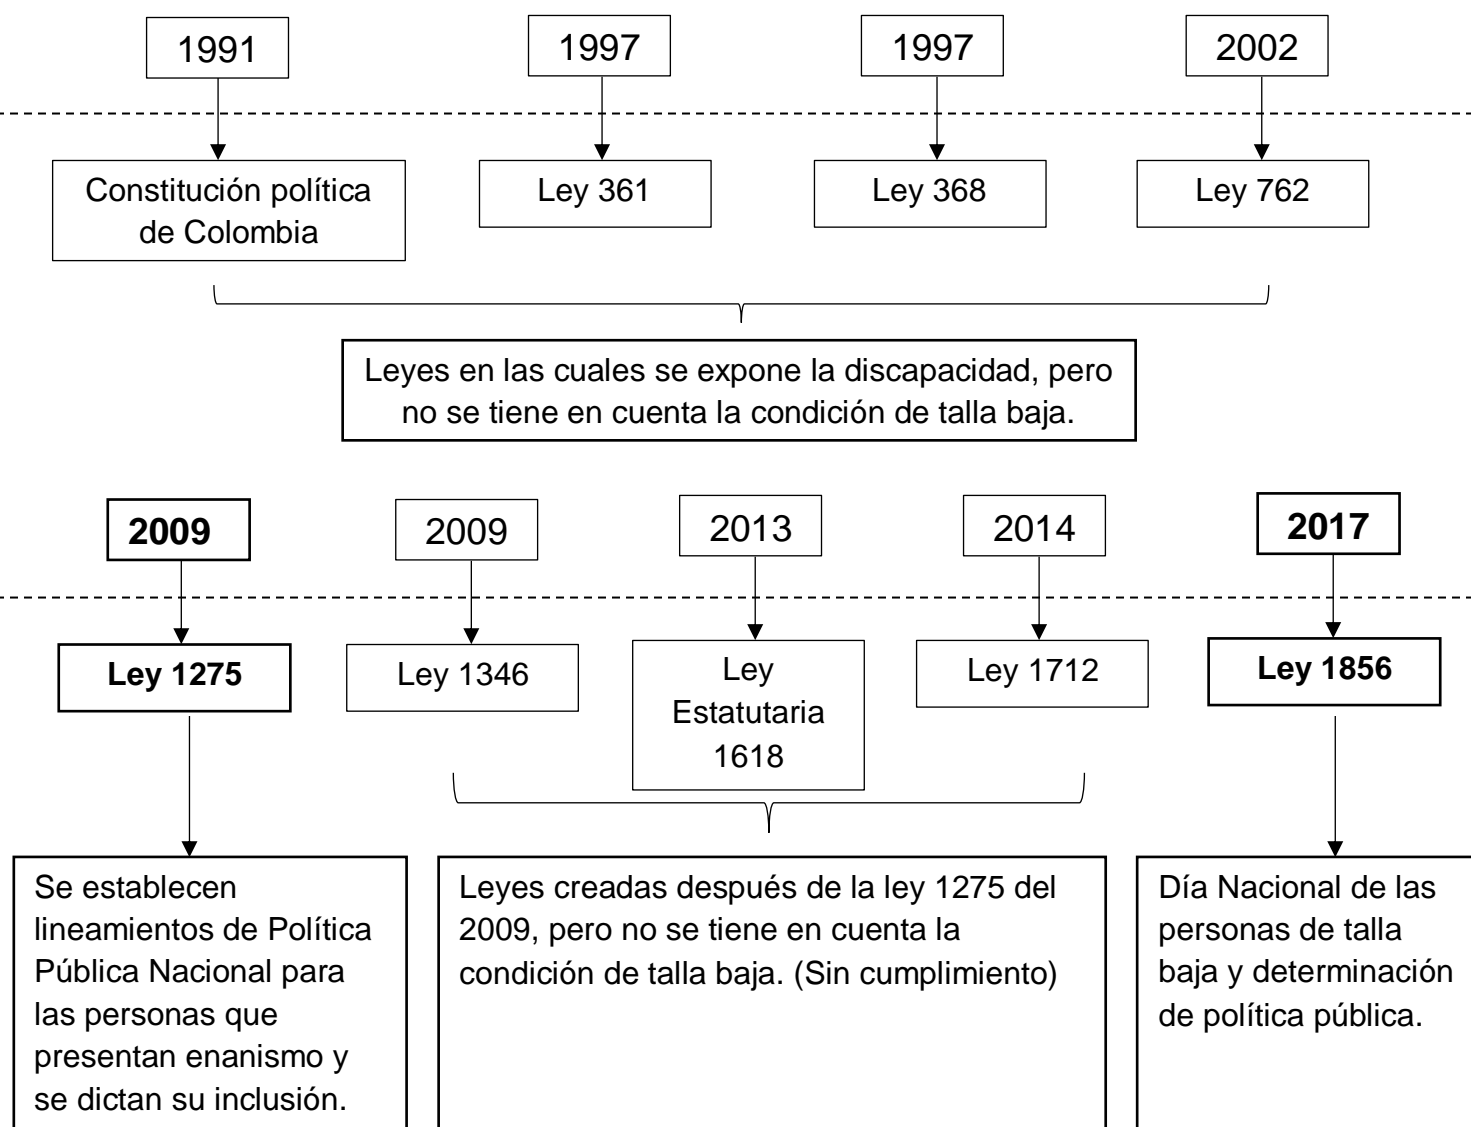 1991
1997
1997
2002
Constitución política
de Colombia
Ley 361
Ley 368
Ley 762
Leyes en las cuales se expone la discapacidad, pero
no se tiene en cuenta la condición de talla baja.
2009
2009
2013
2014
2017
Ley 1275
Ley 1346
Ley
Estatutaria
1618
Ley 1712
Ley 1856
Se establecen
lineamientos de Política
Pública Nacional para
las personas que
presentan enanismo y
se dictan su inclusión.
Leyes creadas después de la ley 1275 del
2009, pero no se tiene en cuenta la
condición de talla baja. (Sin cumplimiento)
Día Nacional de las
personas de talla
baja y determinación
de política pública.